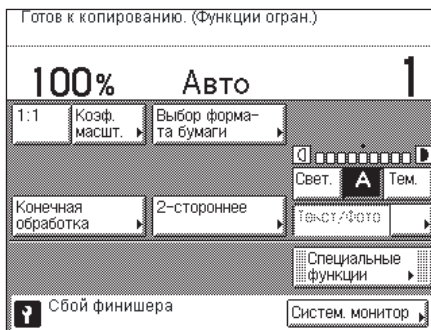 Готов к копированию. (Функции огран.)
100% Авто 1
1:1
Коэф.
масшт.
Выбор форма-
та бумаги
Свет. A Тем.
Конечная
обработка
2-стороннее
Текст/Фото
Специальные
функции
Сбой финишера
Систем. монитор